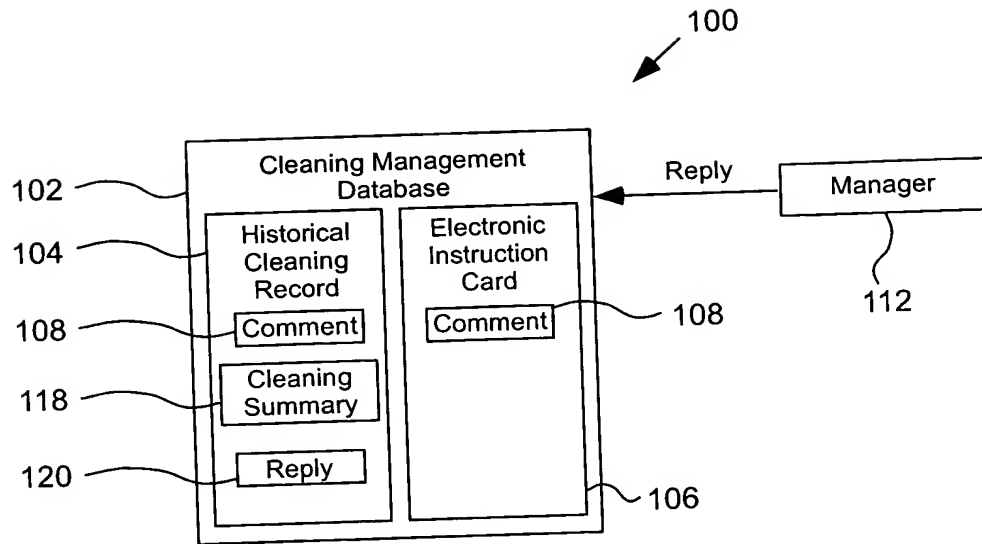 100
Cleaning Management
Database
Reply
Manager
102
104
Historical
Cleaning
Record
Electronic
Instruction
Card
112
108
Comment
Comment
108
118
Cleaning
Summary
120
Reply
106